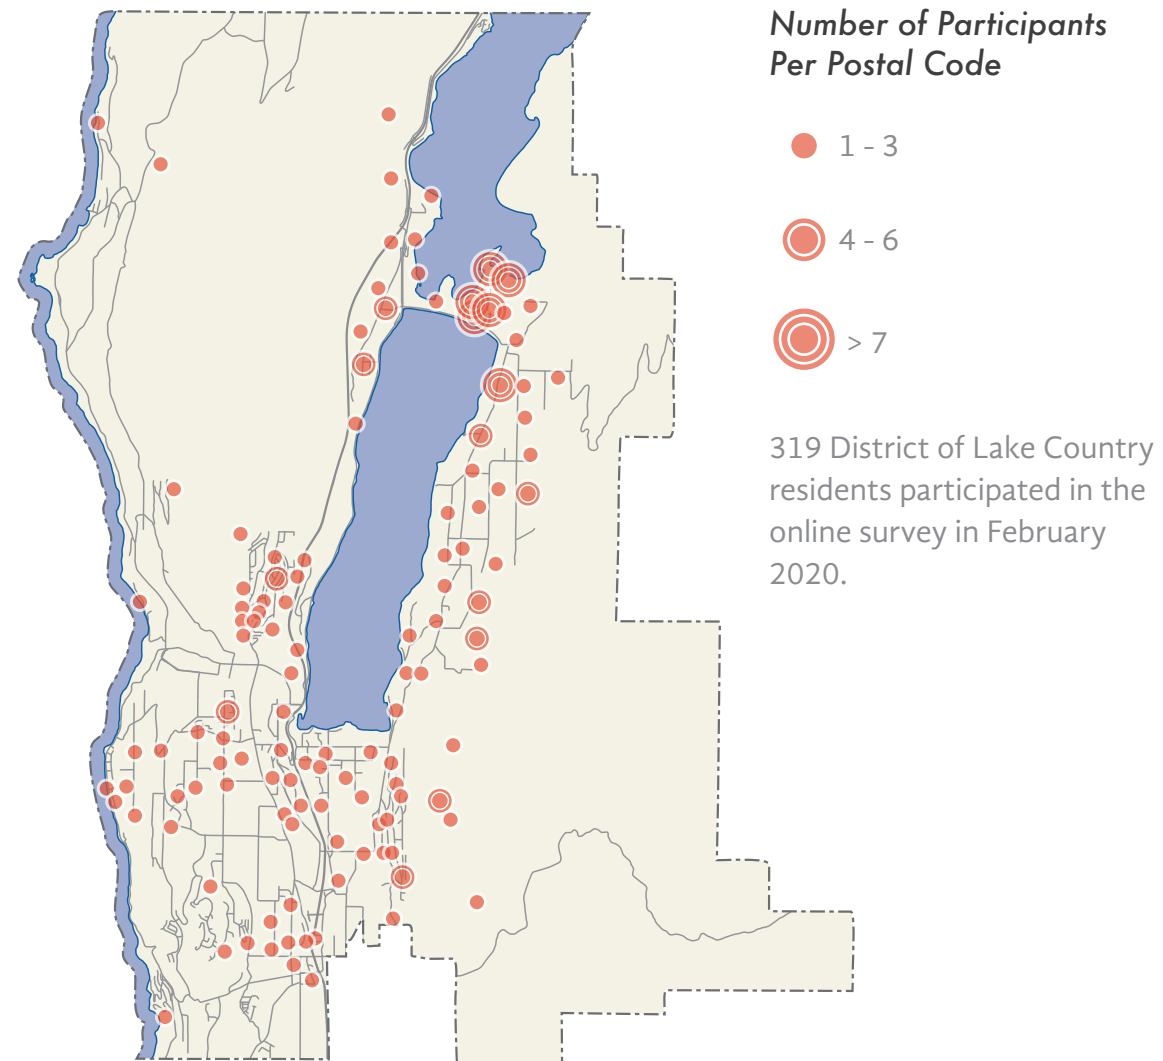 Number of Participants
Per Postal Code
1 - 3
4 - 6
> 7
319 District of Lake Country
residents participated in the
online survey in February
2020.